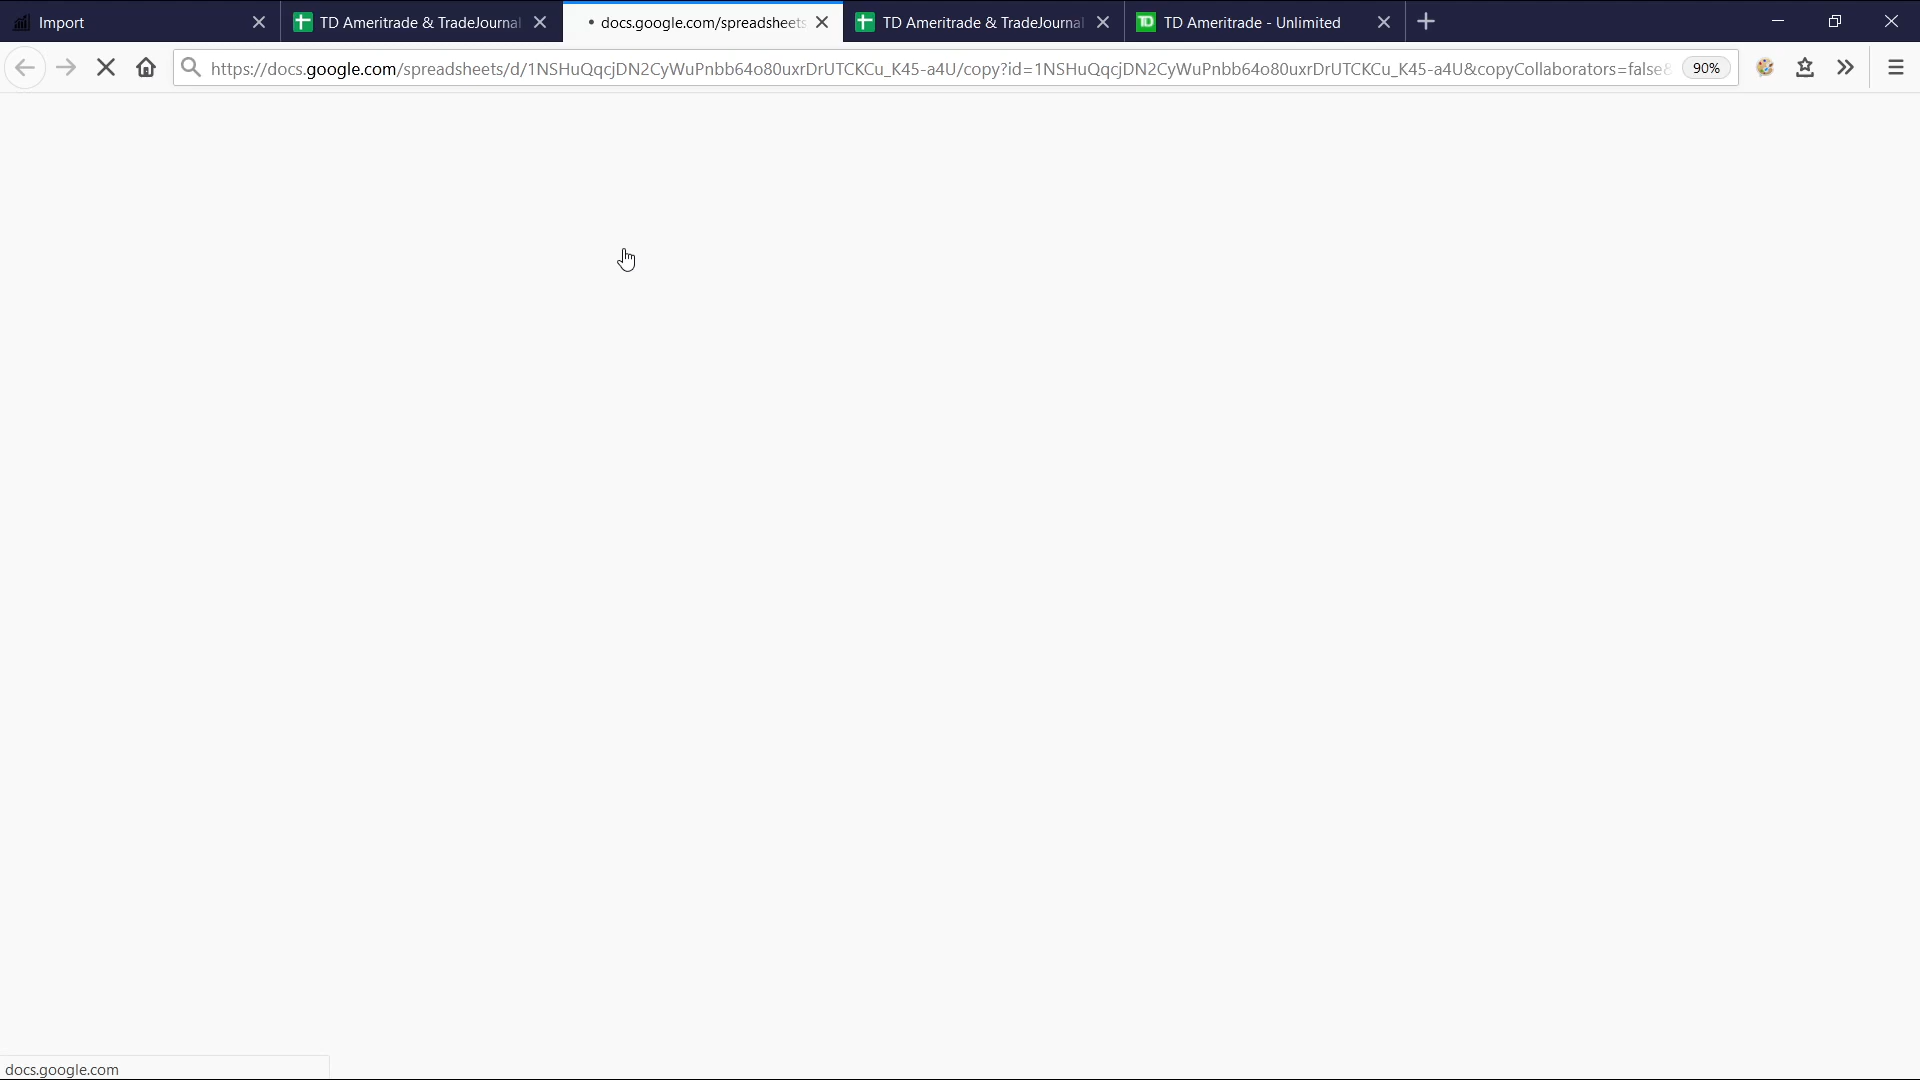 Import
TD Ameritrade & TradeJournal
docs.google.com/spreadsheets
TD Ameritrade & TradeJournal
TD Ameritrade - Unlimited
https://docs.google.com/spreadsheets/d/1NSHuQqcjDN2CyWuPnbb64o80uxrDrUTCKCu_K45-a4U/copy?id=1NSHuQqcjDN2CyWuPnbb64o80uxrDrUTCKCu_K45-a4U&copyCollaborators=false&
90%
docs.google.com